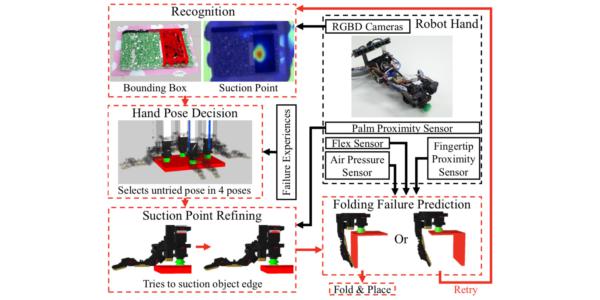 Recognition
Bounding Box
Suction Point
RGBD Cameras
Robot Hand
Hand Pose Decision
Selects untried pose in 4 poses
Failure Experiences
Palm Proximity Sensor
Flex Sensor
Air Pressure
Sensor
Fingertip
Proximity
Sensor
Suction Point Refining
Tries to suction object edge
Folding Failure Prediction
Or
Fold & Place
Retry